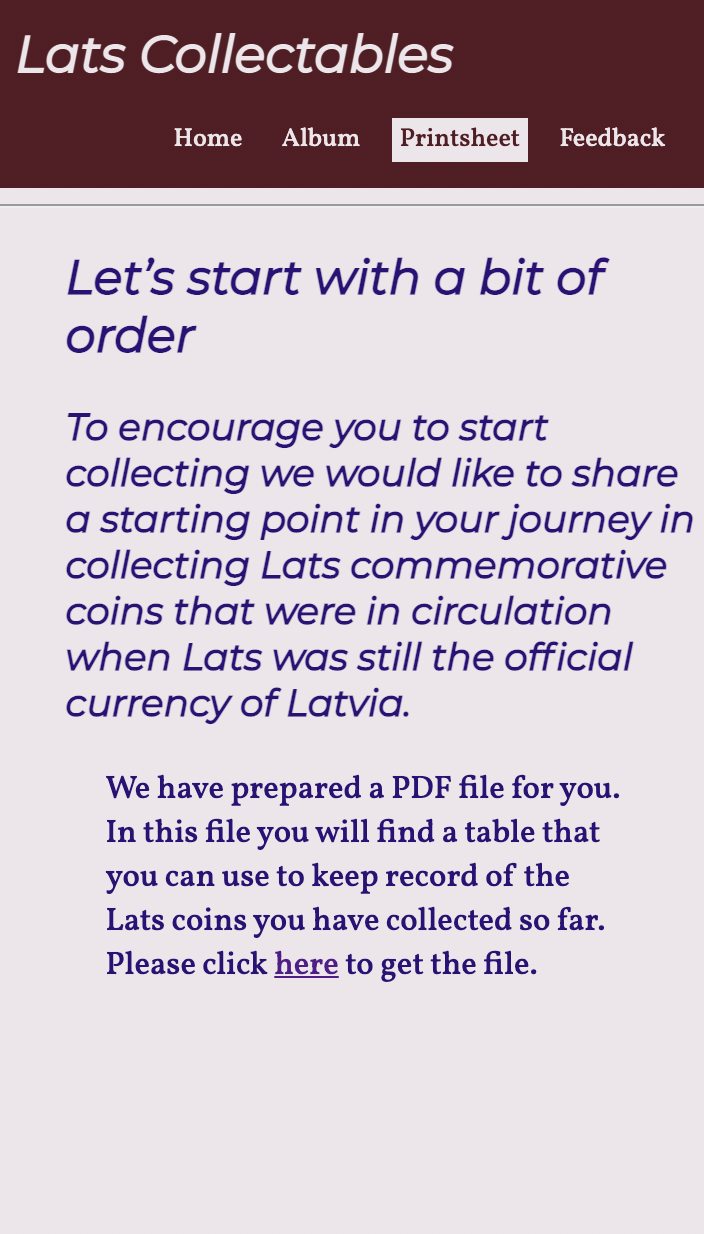 Lats Collectables
Home Album Printsheet Feedback
Let’s start with a bit of
order
To encourage you to start
collecting we would like to share
a starting point in your journey in
collecting Lats commemorative
coins that were in circulation
when Lats was still the official
currency of Latvia.
We have prepared a PDF file for you.
In this file you will find a table that
you can use to keep record of the
Lats coins you have collected so far.
Please click here to get the file.